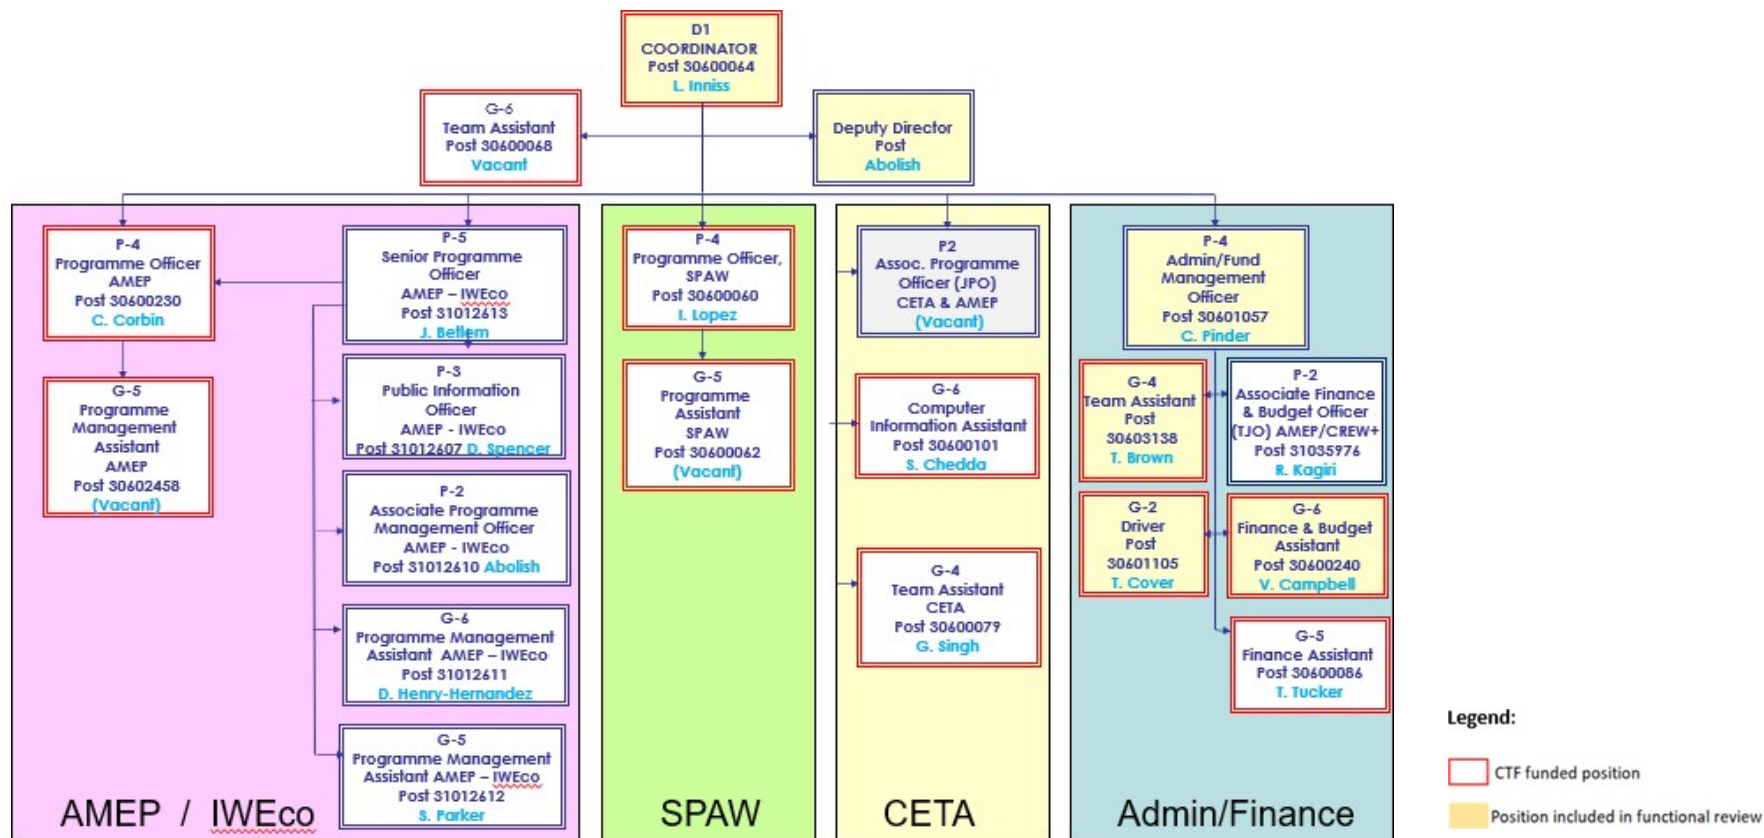 D1
COORDINATOR
Post 30600064
L. Inniss
G-6
Team Assistant
Post 30600068
Vacant
Deputy Director
Post
Abolish
P-4
Programme Officer
AMEP
Post 30600230
C. Corbin
G-5
Programme
Management
Assistant
AMEP
Post 30602458
(Vacant)
P-5
Senior Programme
Officer
AMEP – IWEco
Post 31012613
J. Betlem
P-3
Public Information
Officer
AMEP - IWEco
Post 31012607 D. Spencer
P-2
Associate Programme
Management Officer
AMEP - IWEco
Post 31012610 Abolish
G-6
Programme Management
Assistant AMEP – IWEco
Post 31012611
D. Henry-Hernandez
G-5
Programme Management
Assistant AMEP – IWEco
Post 31012612
S. Parker
AMEP / IWEco
P-4
Programme Officer,
SPAW
Post 30600060
I. Lopez
G-5
Programme
Assistant
SPAW
Post 30600062
(Vacant)
SPAW
P2
Assoc. Programme
Officer (JPO)
CETA & AMEP
(Vacant)
G-6
Computer
Information Assistant
Post 30600101
S. Chedda
G-4
Team Assistant
CETA
Post 30600079
G. Singh
CETA
P-4
Admin/Fund
Management
Officer
Post 30601057
C. Pinder
G-4
Team Assistant
Post
30603138
T. Brown
P-2
Associate Finance
& Budget Officer
(TJO) AMEP/CREW+
Post 31035976
R. Kagiri
G-2
Driver
Post
30601105
T. Cover
G-6
Finance & Budget
Assistant
Post 30600240
V. Campbell
G-5
Finance Assistant
Post 30600086
T. Tucker
Admin/Finance
Legend:
CTF funded position
Position included in functional review